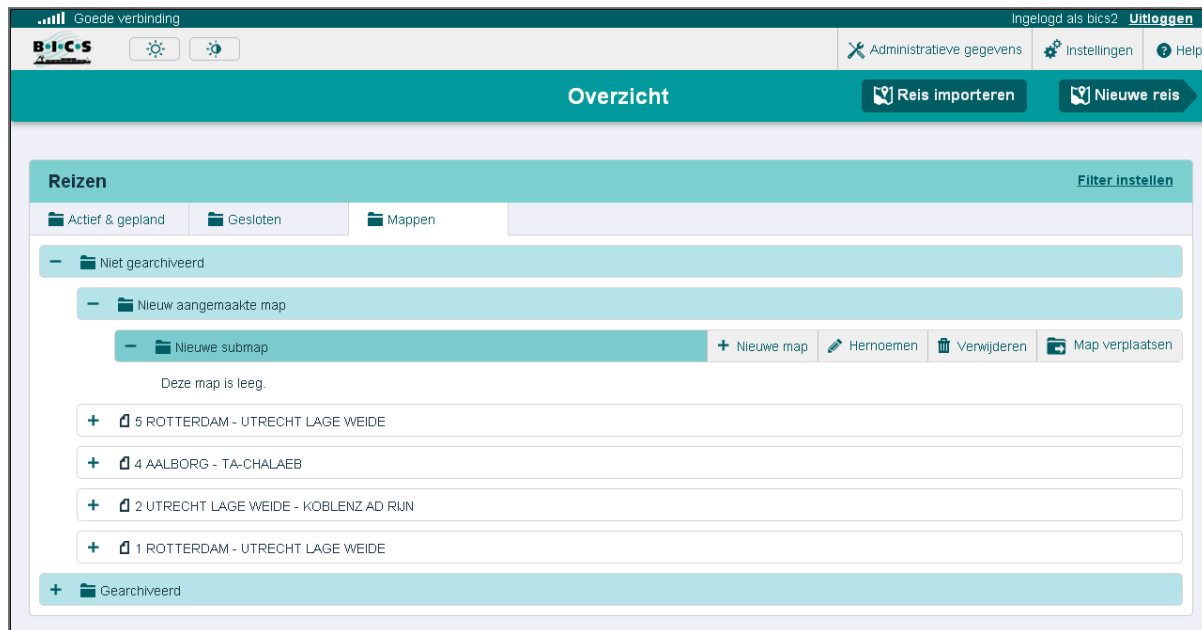 Goede verbinding Ingelogd als bics2 Uitloggen
B•I•C•S Administratieve gegevens Instellingen Help
Overzicht Reis importeren Nieuwe reis
Reizen Filter instellen
Actief & gepland Gesloten Mappen
Niet gearchiveerd
Nieuw aangemaakte map
Nieuwe submap + Nieuwe map Hernoemen Verwijderen Map verplaatsen
Deze map is leeg.
5 ROTTERDAM - UTRECHT LAGE WEIDE
4 AALBORG - TA-CHALAEB
2 UTRECHT LAGE WEIDE - KOBLENZ AD RIJN
1 ROTTERDAM - UTRECHT LAGE WEIDE
Gearchiveerd